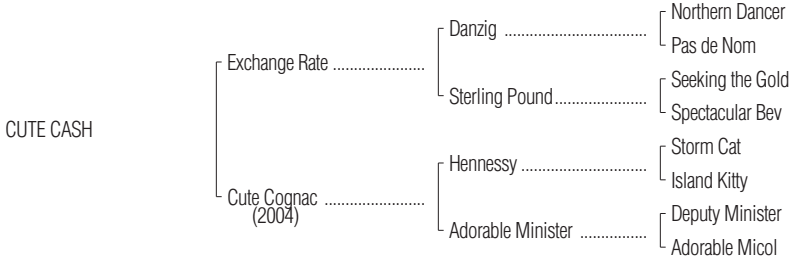 Northern Dancer
Danzig ................................
Pas de Nom
Exchange Rate .....................
Seeking the Gold
Sterling Pound.....................
Spectacular Bev
CUTE CASH
Storm Cat
Hennessy .............................
Island Kitty
Cute Cognac .......................
(2004)
Deputy Minister
Adorable Minister ...............
Adorable Micol